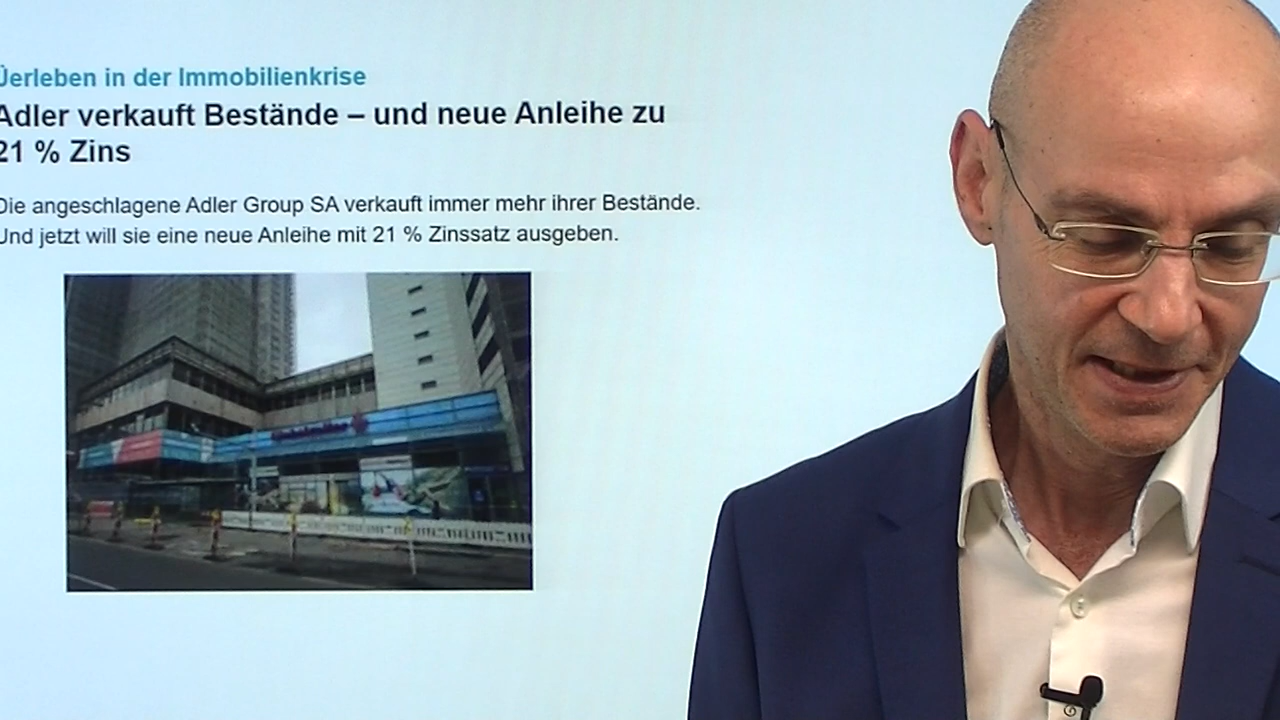 Üerleben in der Immobilienkrise
Adler verkauft Bestände – und neue Anleihe zu
21 % Zins
Die angeschlagene Adler Group SA verkauft immer mehr ihrer Bestände.
Und jetzt will sie eine neue Anleihe mit 21 % Zinssatz ausgeben.